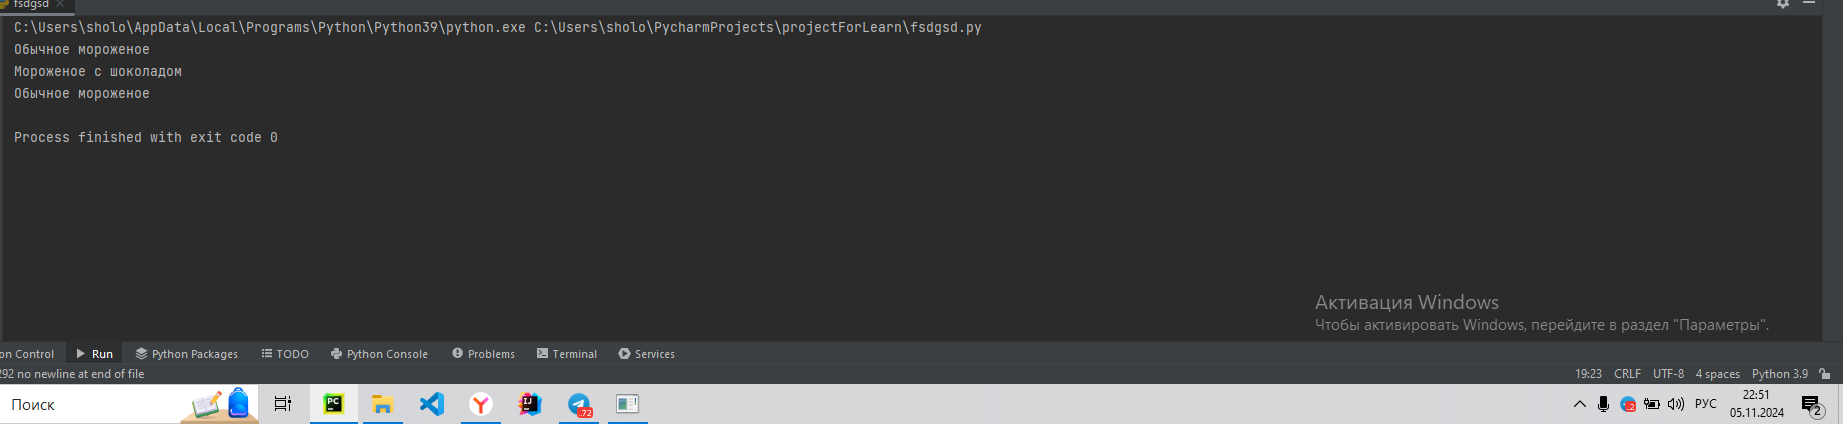 fsdgsd
C:\Users\sholo\AppData\Local\Programs\Python\Python39\python.exe C:\Users\sholo\PycharmProjects\projectForLearn\fsdgsd.py
Обычное мороженое
Мороженое с шоколадом
Обычное мороженое
Process finished with exit code 0
Активация Windows
Чтобы активировать Windows, перейдите в раздел "Параметры".
on Control Run Python Packages TODO Python Console Problems Terminal Services
292 no newline at end of file 19:23 CRLF UTF-8 4 spaces Python 3.9
Поиск PC IJ 72 2 РУС 22:51
05.11.2024 2